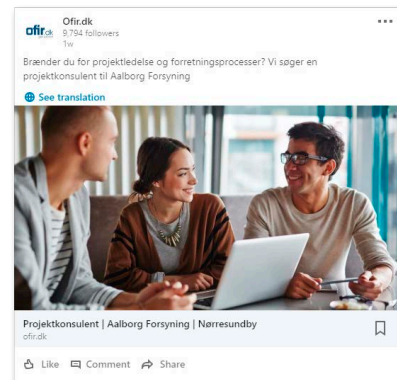 ofir.dk
Ofir.dk
9,794 followers
1w
Brænder du for projektledelse og forretningsprocesser? Vi søger en
projektkonsulent til Aalborg Forsyning
See translation
Projektkonsulent | Aalborg Forsyning | Nørresundby
ofir.dk
Like Comment Share